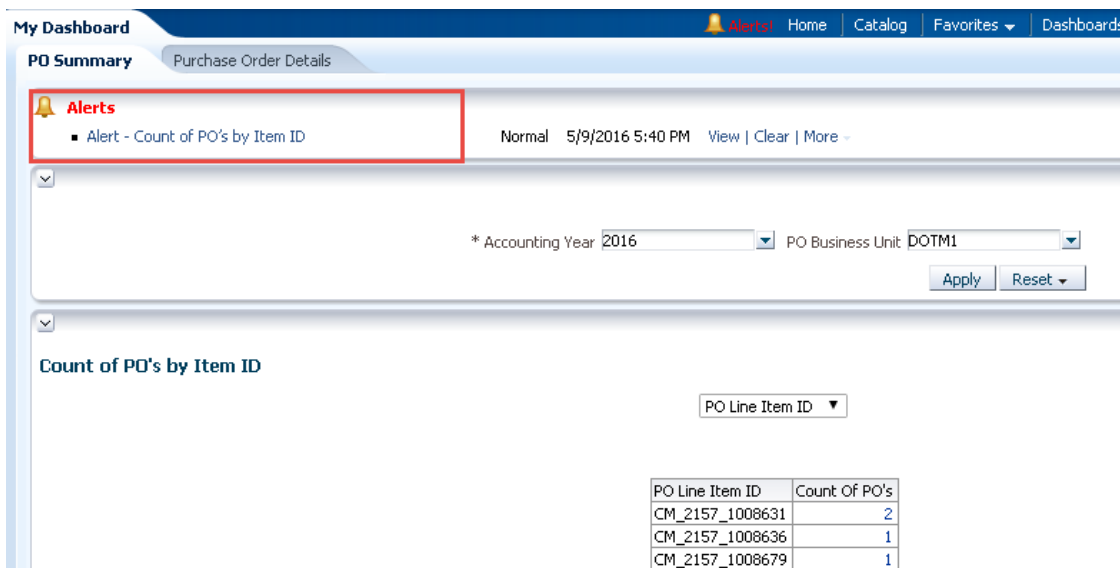 My Dashboard
Alerts! Home Catalog Favorites Dashboards
PO Summary Purchase Order Details
Alerts
Alert - Count of PO's by Item ID Normal 5/9/2016 5:40 PM View | Clear | More
* Accounting Year 2016 PO Business Unit DOTM1
Apply Reset
Count of PO's by Item ID
PO Line Item ID
PO Line Item ID Count Of PO's
CM_2157_1008631 2
CM_2157_1008636 1
CM_2157_1008679 1